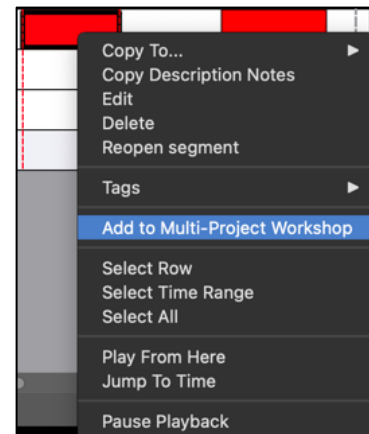 Copy To...
Copy Description Notes
Edit
Delete
Reopen segment
Tags
Add to Multi-Project Workshop
Select Row
Select Time Range
Select All
Play From Here
Jump To Time
Pause Playback